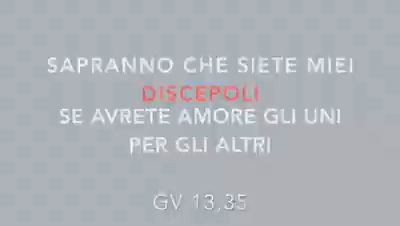 SAPRANNO CHE SIETE MIEI
DISCEPOLI
SE AVRETE AMORE GLI UNI
PER GLI ALTRI
GV 13,35